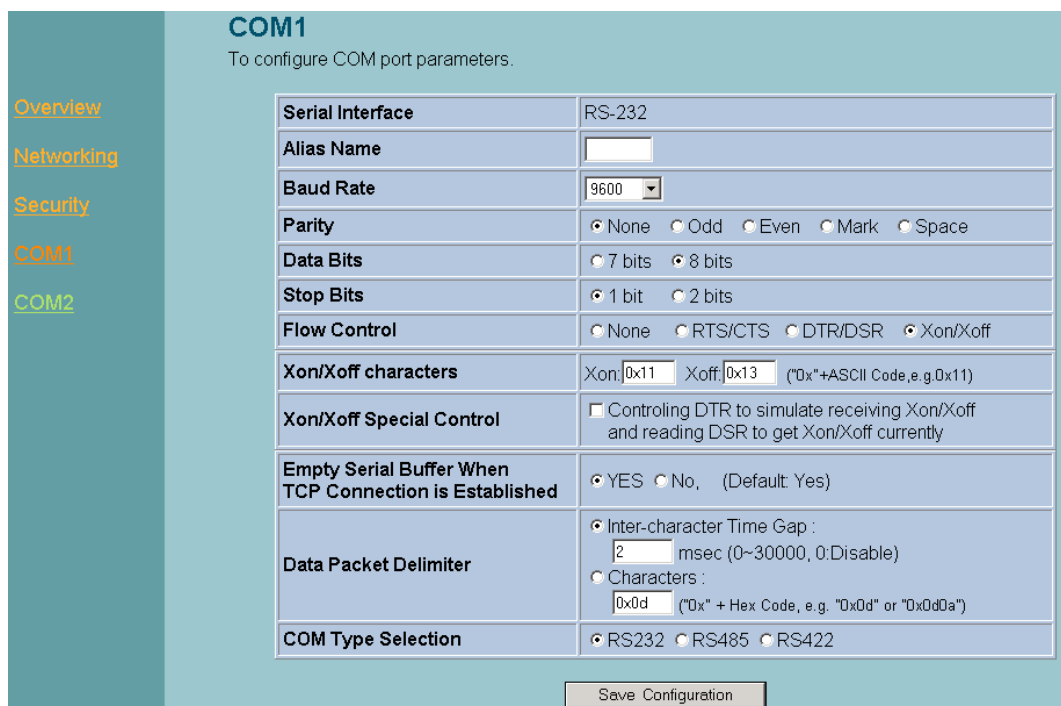 COM1
To configure COM port parameters.
Overview
Networking
Security
COM1
COM2
Serial Interface RS-232
Alias Name
Baud Rate 9600
Parity None Odd Even Mark Space
Data Bits 7 bits 8 bits
Stop Bits 1 bit 2 bits
Flow Control None RTS/CTS DTR/DSR Xon/Xoff
Xon/Xoff characters Xon: 0x11 Xoff: 0x13 ("0x"+ASCII Code,e.g.0x11)
Xon/Xoff Special Control Controling DTR to simulate receiving Xon/Xoff
and reading DSR to get Xon/Xoff currently
Empty Serial Buffer When
TCP Connection is Established YES No, (Default: Yes)
Data Packet Delimiter Inter-character Time Gap :
2 msec (0~30000, 0:Disable)
Characters :
0x0d ("0x" + Hex Code, e.g. "0x0d" or "0x0d0a")
COM Type Selection RS232 RS485 RS422
Save Configuration